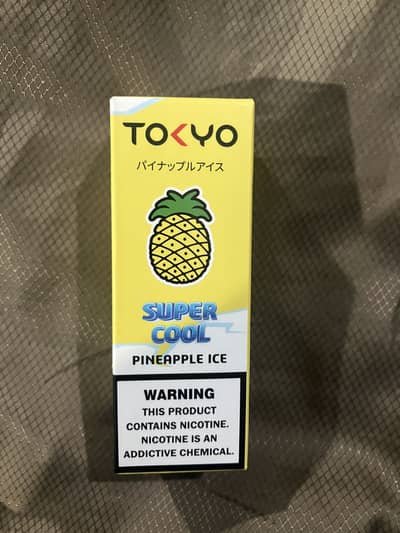 TOKYO
パイナップルアイス
SUPER
COOL
PINEAPPLE ICE
WARNING
THIS PRODUCT
CONTAINS NICOTINE.
NICOTINE IS AN
ADDICTIVE CHEMICAL.